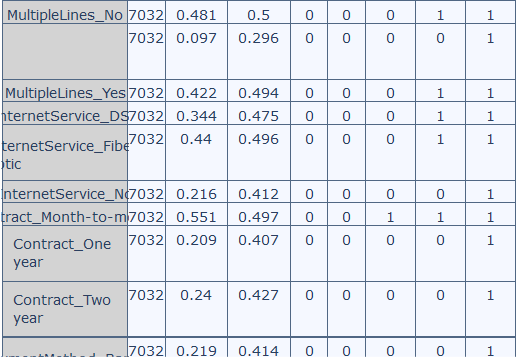 MultipleLines_No 7032 0.481 0.5 0 0 0 1 1
7032 0.097 0.296 0 0 0 0 1
MultipleLines_Yes 7032 0.422 0.494 0 0 0 1 1
nternetService_DS 7032 0.344 0.475 0 0 0 1 1
ternetService_Fibe 7032 0.44 0.496 0 0 0 1 1
ptic
InternetService_No 7032 0.216 0.412 0 0 0 0 1
tract_Month-to-m 7032 0.551 0.497 0 0 1 1 1
Contract_One 7032 0.209 0.407 0 0 0 0 1
year
Contract_Two 7032 0.24 0.427 0 0 0 0 1
year
7032 0.219 0.414 0 0 0 0 1